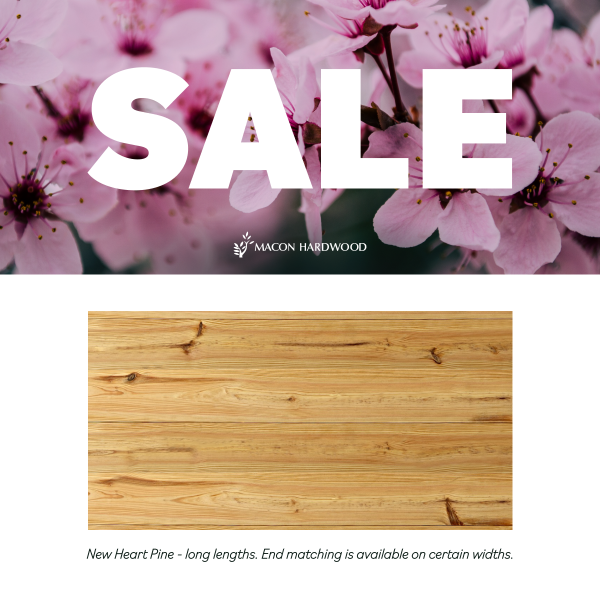 SALE
MACON HARDWOOD
New Heart Pine - long lengths. End matching is available on certain widths.